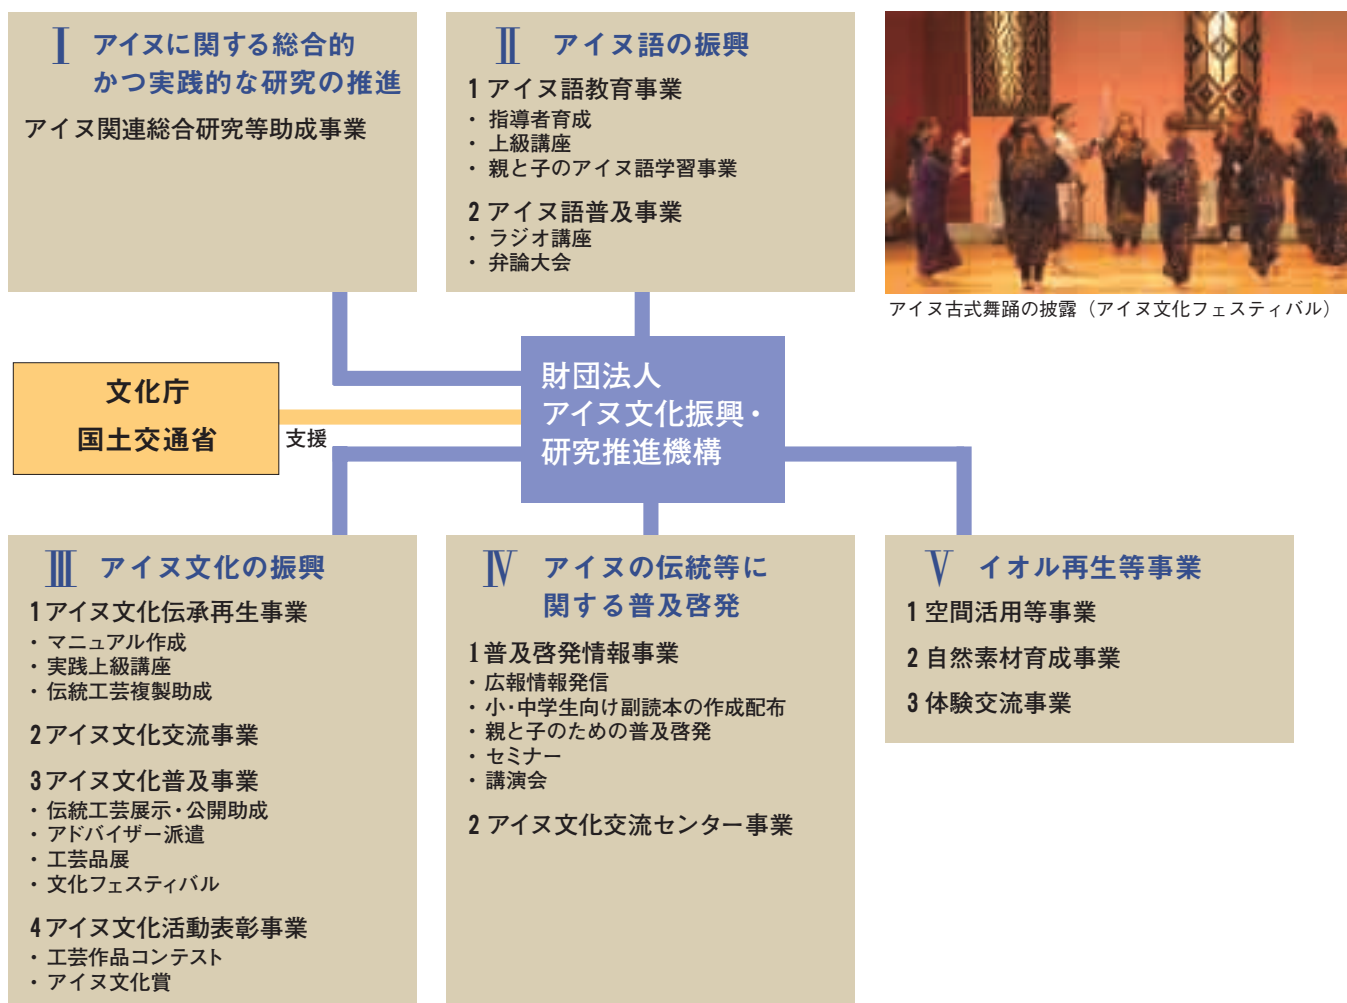 Ⅰ アイヌに関する総合的
かつ実践的な研究の推進
アイヌ関連総合研究等助成事業
Ⅱ アイヌ語の振興
1 アイヌ語教育事業
・ 指導者育成
・ 上級講座
・ 親と子のアイヌ語学習事業
2 アイヌ語普及事業
・ ラジオ講座
・ 弁論大会
アイヌ古式舞踊の披露（アイヌ文化フェスティバル）
文化庁
国土交通省
支援
財団法人
アイヌ文化振興・
研究推進機構
Ⅲ アイヌ文化の振興
1 アイヌ文化伝承再生事業
・ マニュアル作成
・ 実践上級講座
・ 伝統工芸複製助成
2 アイヌ文化交流事業
3 アイヌ文化普及事業
・ 伝統工芸展示・公開助成
・ アドバイザー派遣
・ 工芸品展
・ 文化フェスティバル
4 アイヌ文化活動表彰事業
・ 工芸作品コンテスト
・ アイヌ文化賞
Ⅳ アイヌの伝統等に
関する普及啓発
1 普及啓発情報事業
・ 広報情報発信
・ 小・中学生向け副読本の作成配布
・ 親と子のための普及啓発
・ セミナー
・ 講演会
2 アイヌ文化交流センター事業
Ⅴ イオル再生等事業
1 空間活用等事業
2 自然素材育成事業
3 体験交流事業